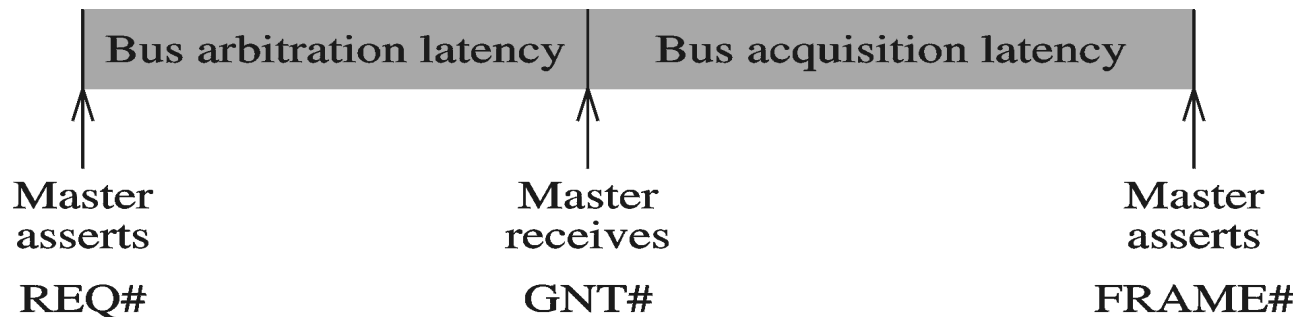 Bus arbitration latency
Bus acquisition latency
Master
asserts
REQ#
Master
receives
GNT#
Master
asserts
FRAME#